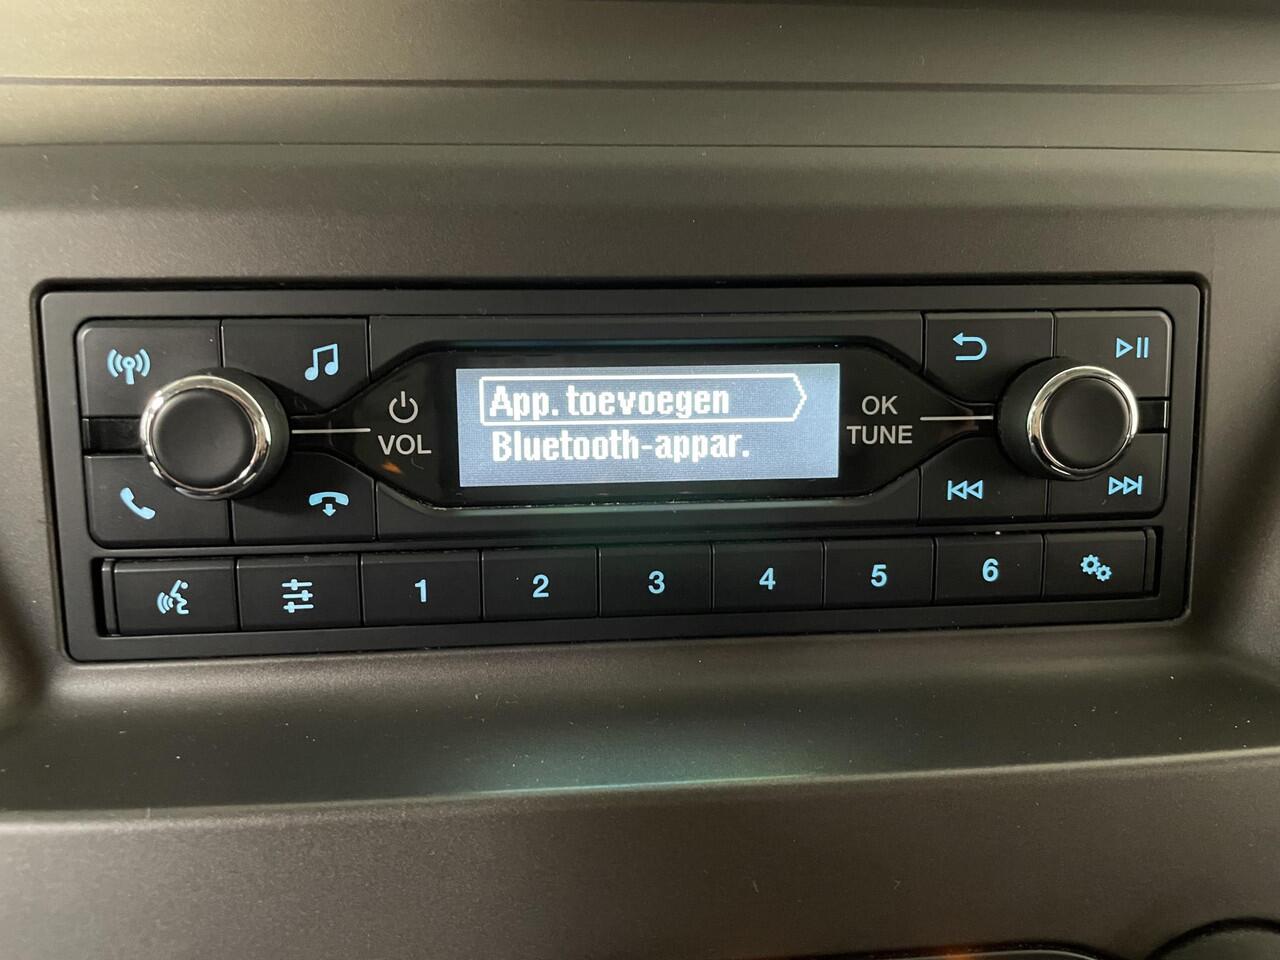 VOL
App. toevoegen
Bluetooth-appar.
OK
TUNE
1 2 3 4 5 6